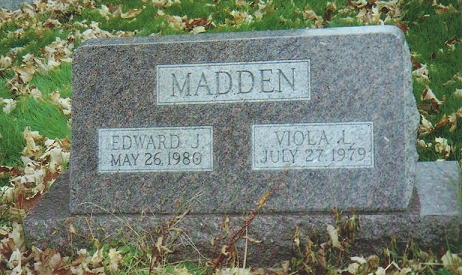 MADDEN
EDWARD J.
MAY 26, 1980
VIOLA L.
JULY 27, 1979